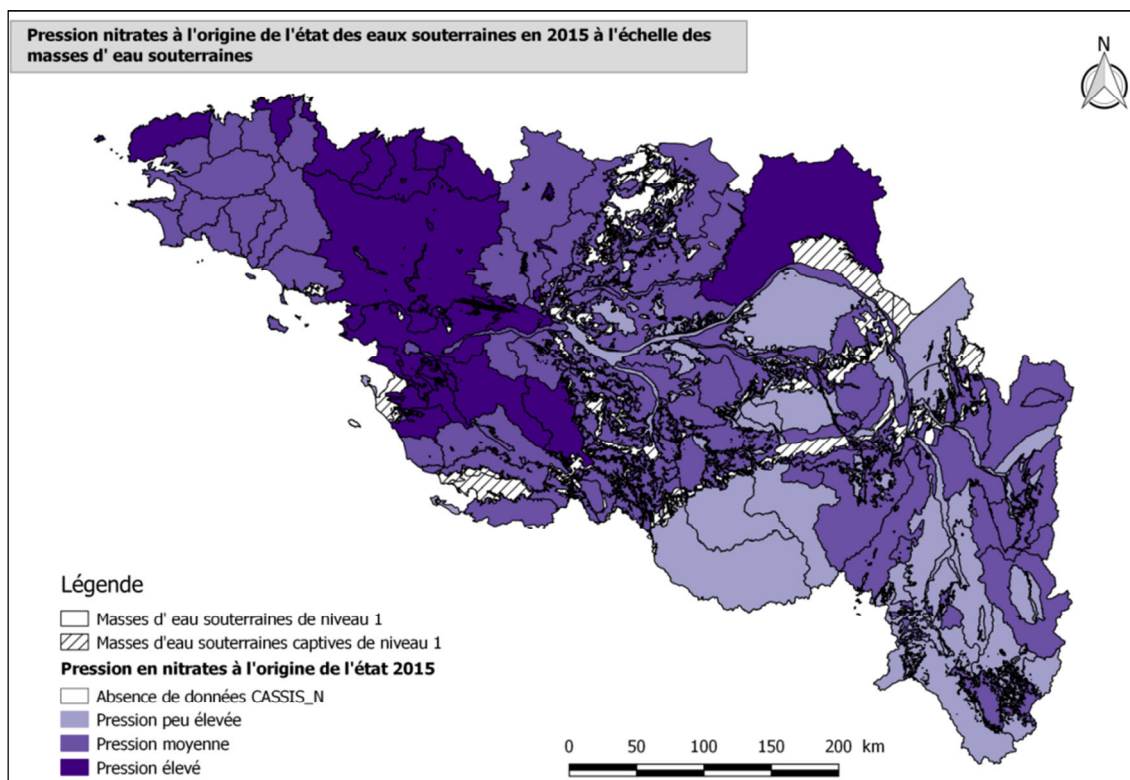 Pression nitrates à l'origine de l'état des eaux souterraines en 2015 à l'échelle des
masses d' eau souterraines
N
Légende
Masses d' eau souterraines de niveau 1
Masses d'eau souterraines captives de niveau 1
Pression en nitrates à l'origine de l'état 2015
Absence de données CASSIS_N
Pression peu élevée
Pression moyenne
Pression élevé
0 50 100 150 200 km